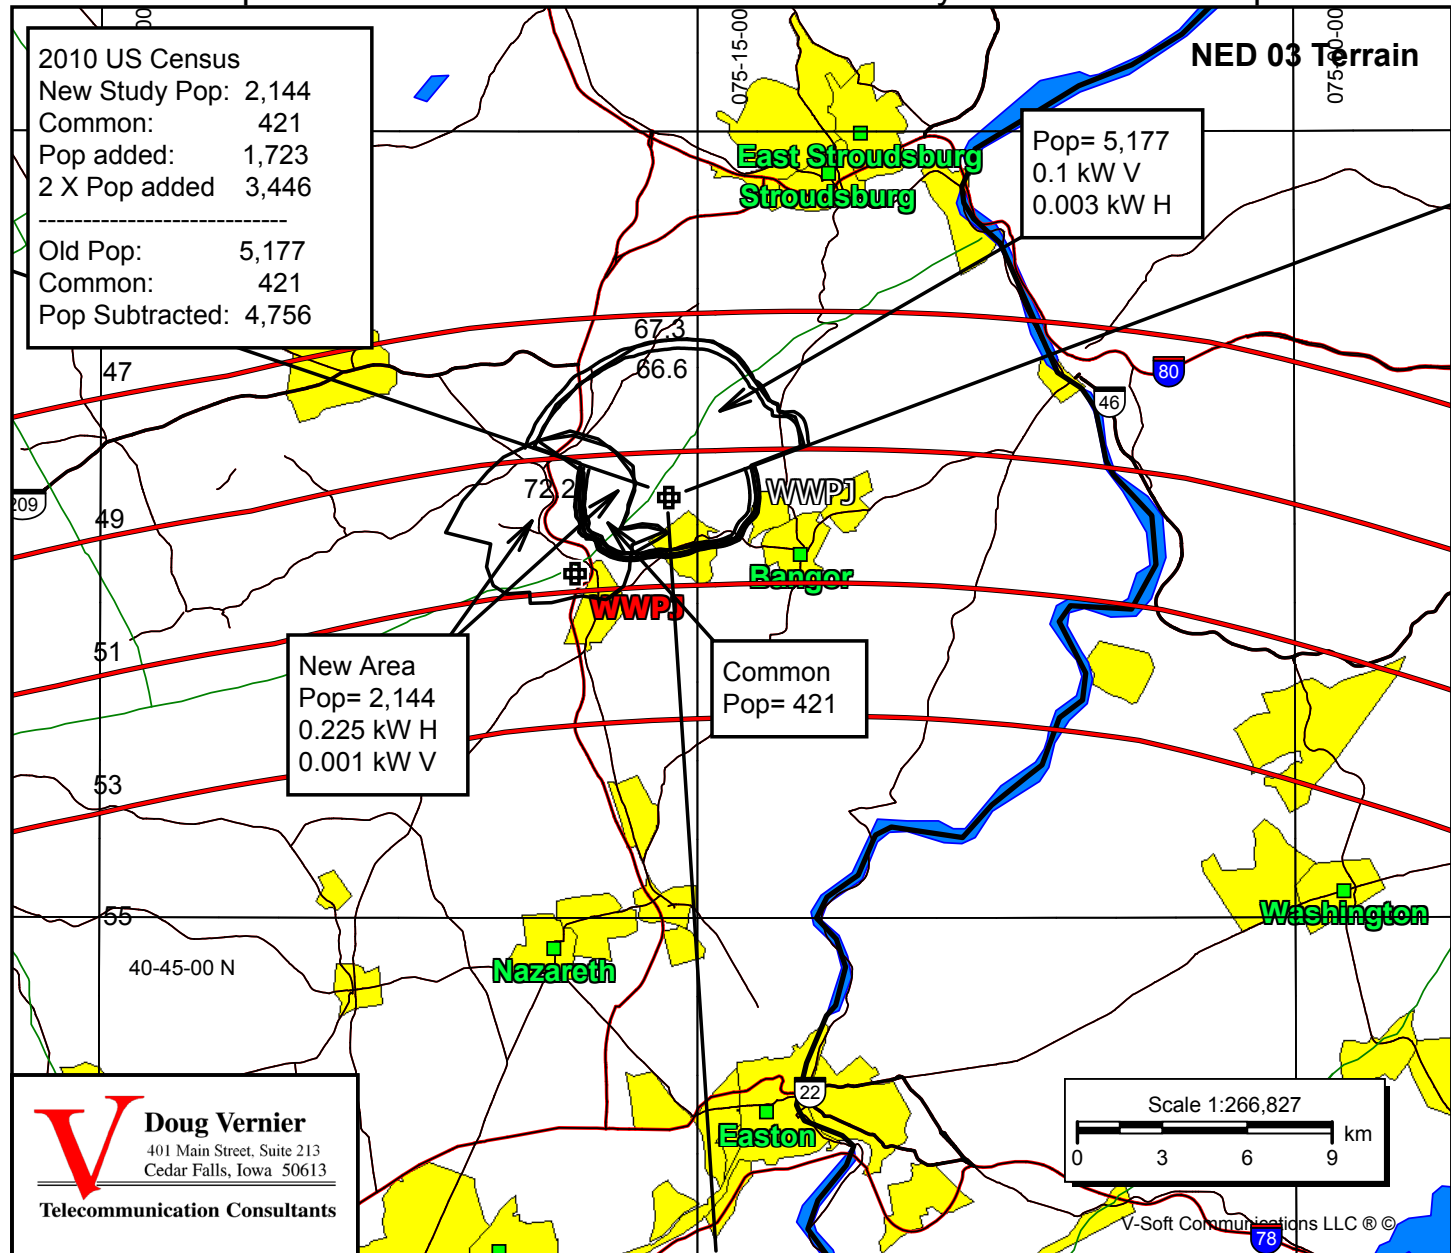 NED 03 Terrain
2010 US Census
New Study Pop: 2,144
Common: 421
Pop added: 1,723
2 X Pop added 3,446
------------------------------
Old Pop: 5,177
Common: 421
Pop Subtracted: 4,756
075-15-00
Pop= 5,177
0.1 kW V
0.003 kW H
East Stroudsburg
Stroudsburg
67.3
66.6
47
80
46
72.2
WWPJ
209
49
Bangor
WWPJ
51
New Area
Pop= 2,144
0.225 kW H
0.001 kW V
Common
Pop= 421
53
55
Washington
40-45-00 N
Nazareth
22
Easton
Scale 1:266,827
km
0 3 6 9
V
Doug Vernier
401 Main Street, Suite 213
Cedar Falls, Iowa 50613
Telecommunication Consultants
V-Soft Communications LLC ® ©
78